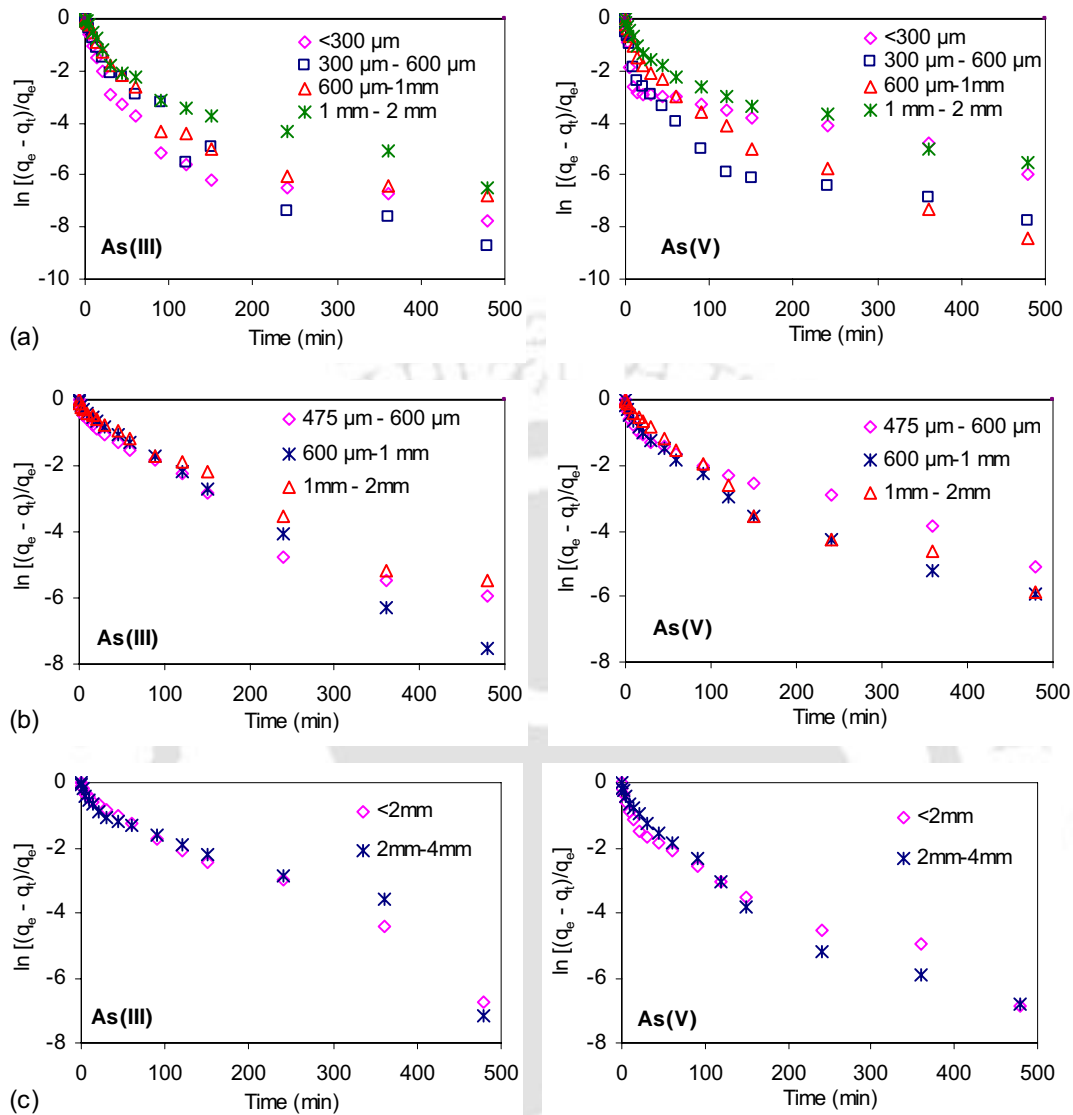 ln [(qₑ - qₜ)/qₑ]
0
-2
-4
-6
-8
-10
<300 µm
300 µm - 600 µm
600 µm-1mm
1 mm - 2 mm
As(III)
0 100 200 300 400 500
Time (min)
ln [(qₑ - qₜ)/qₑ]
0
-2
-4
-6
-8
-10
<300 µm
300 µm - 600 µm
600 µm-1mm
1 mm - 2 mm
As(V)
0 100 200 300 400 500
Time (min)
(a)
ln [(qₑ - qₜ)/qₑ]
0
-2
-4
-6
-8
475 µm - 600 µm
600 µm-1 mm
1mm - 2mm
As(III)
0 100 200 300 400 500
Time (min)
ln [(qₑ - qₜ)/qₑ]
0
-2
-4
-6
-8
475 µm - 600 µm
600 µm-1 mm
1mm - 2mm
As(V)
0 100 200 300 400 500
Time (min)
(b)
ln [(qₑ - qₜ)/qₑ]
0
-2
-4
-6
-8
<2mm
2mm-4mm
As(III)
0 100 200 300 400 500
Time (min)
ln [(qₑ - qₜ)/qₑ]
0
-2
-4
-6
-8
<2mm
2mm-4mm
As(V)
0 100 200 300 400 500
Time (min)
(c)